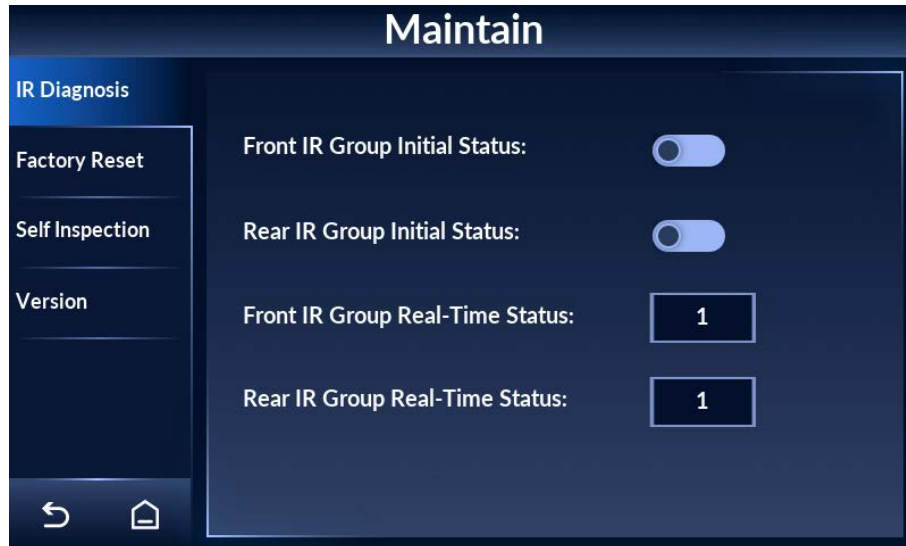 Maintain
IR Diagnosis
Factory Reset
Self Inspection
Version
Front IR Group Initial Status:
Rear IR Group Initial Status:
Front IR Group Real-Time Status:
1
Rear IR Group Real-Time Status:
1